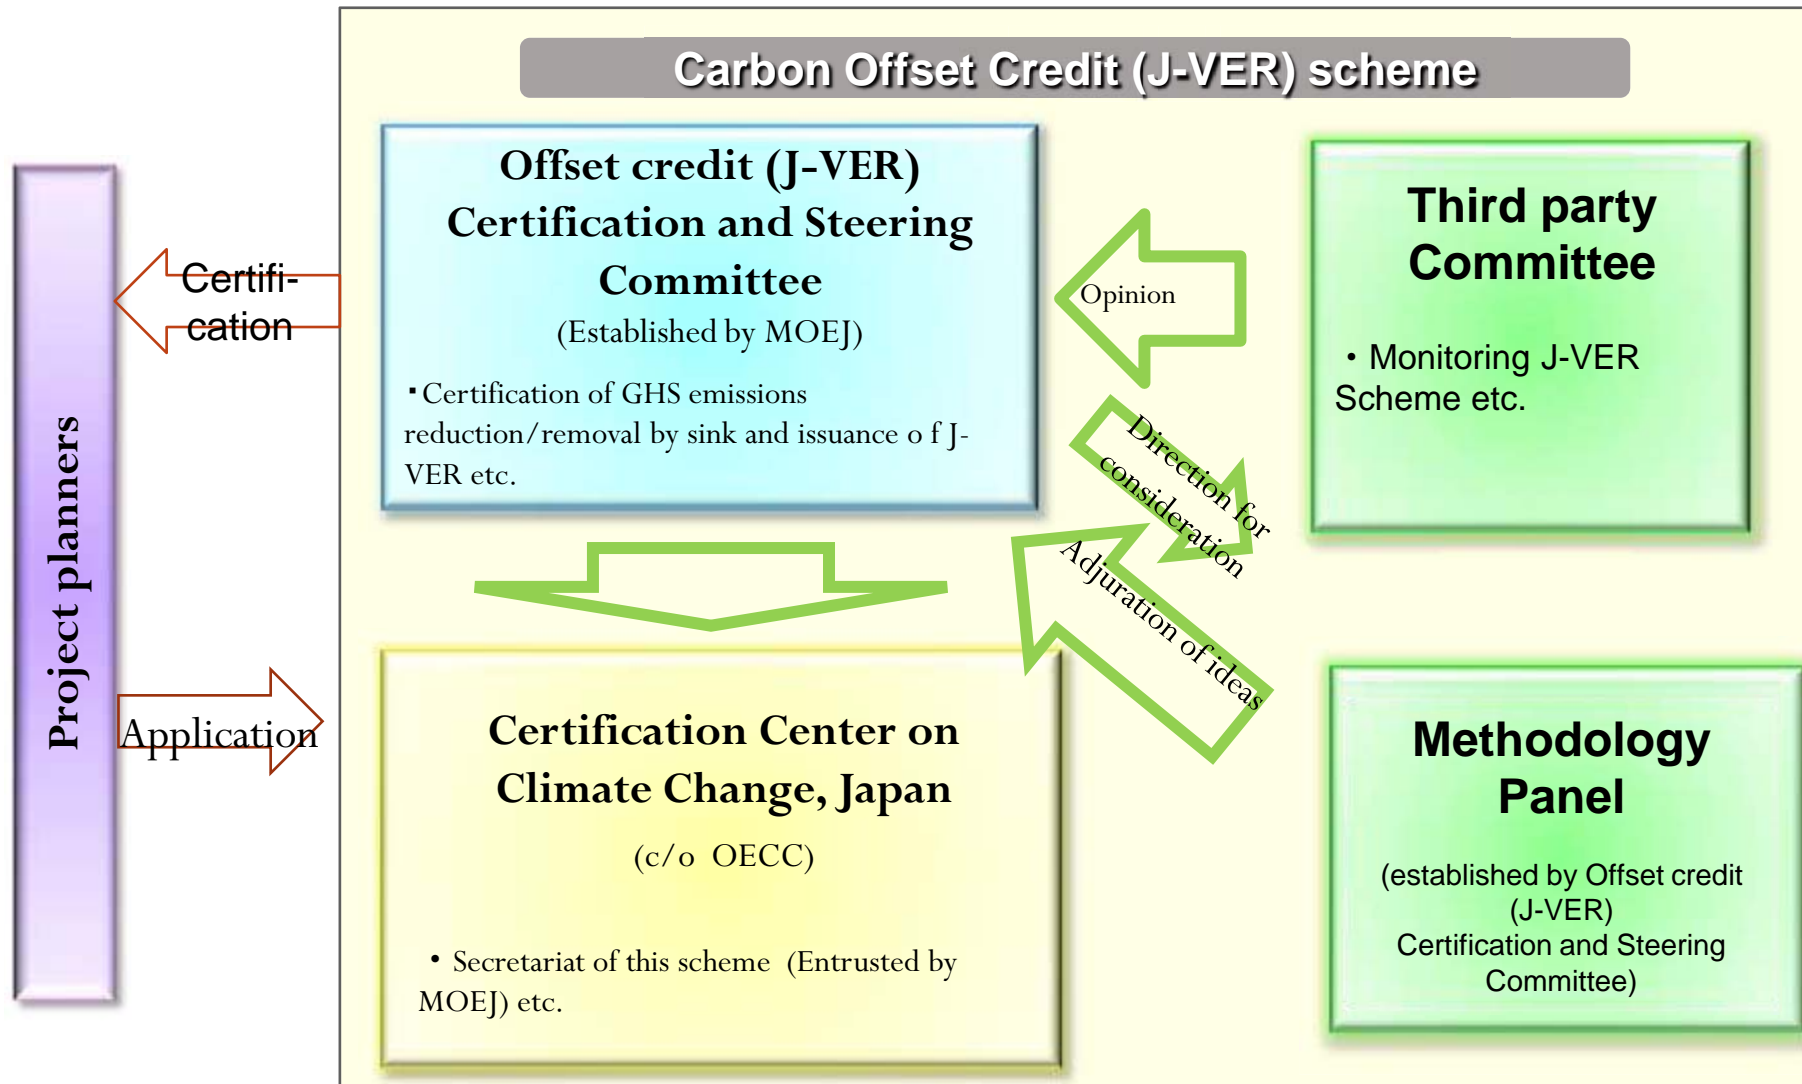 Carbon Offset Credit (J-VER) scheme
Project planners
Certifi-
cation
Application
Offset credit (J-VER)
Certification and Steering
Committee
(Established by MOEJ)
・Certification of GHS emissions
reduction/removal by sink and issuance o f J-
VER etc.
Opinion
Third party
Committee
・Monitoring J-VER
Scheme etc.
Direction for
consideration
Adjuration of ideas
Certification Center on
Climate Change, Japan
(c/o OECC)
・Secretariat of this scheme (Entrusted by
MOEJ) etc.
Methodology
Panel
(established by Offset credit
(J-VER)
Certification and Steering
Committee)